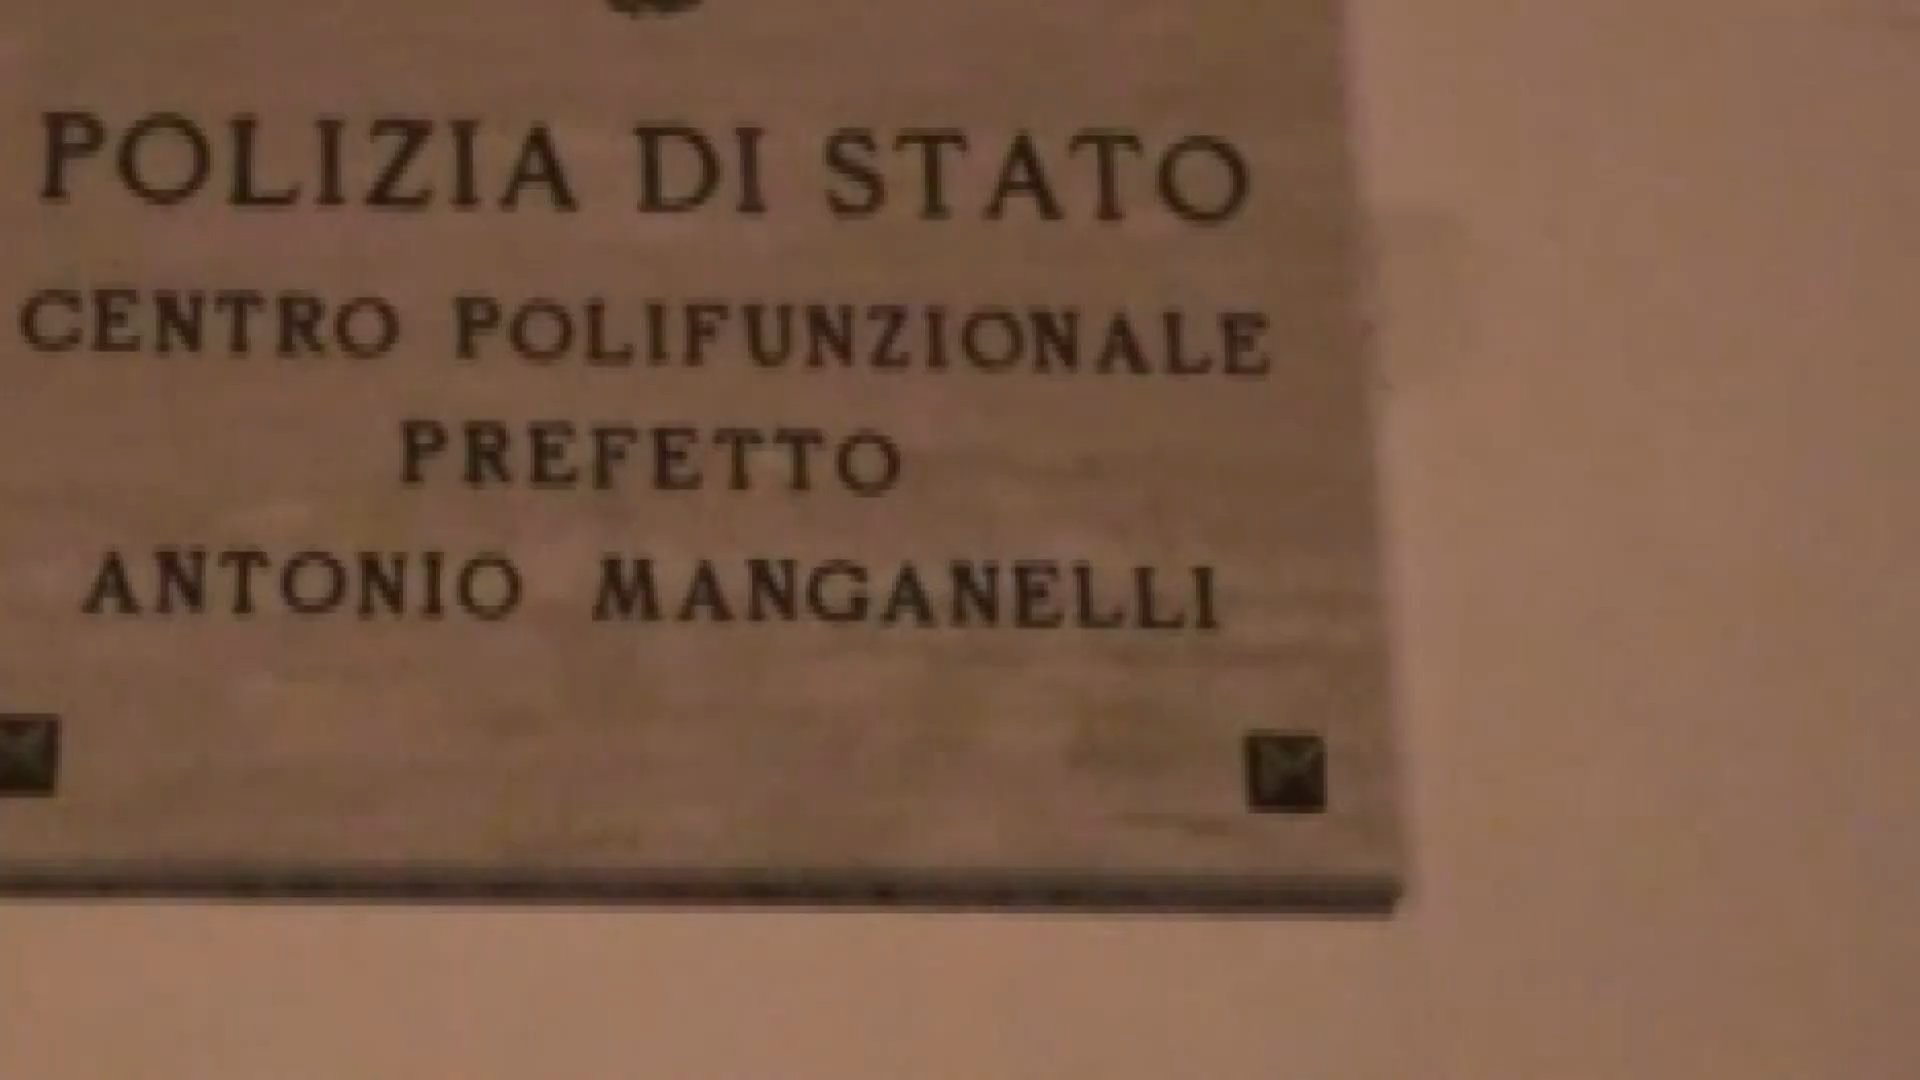 POLIZIA DI STATO
CENTRO POLIFUNZIONALE
PREFETTO
ANTONIO MANGANELLI